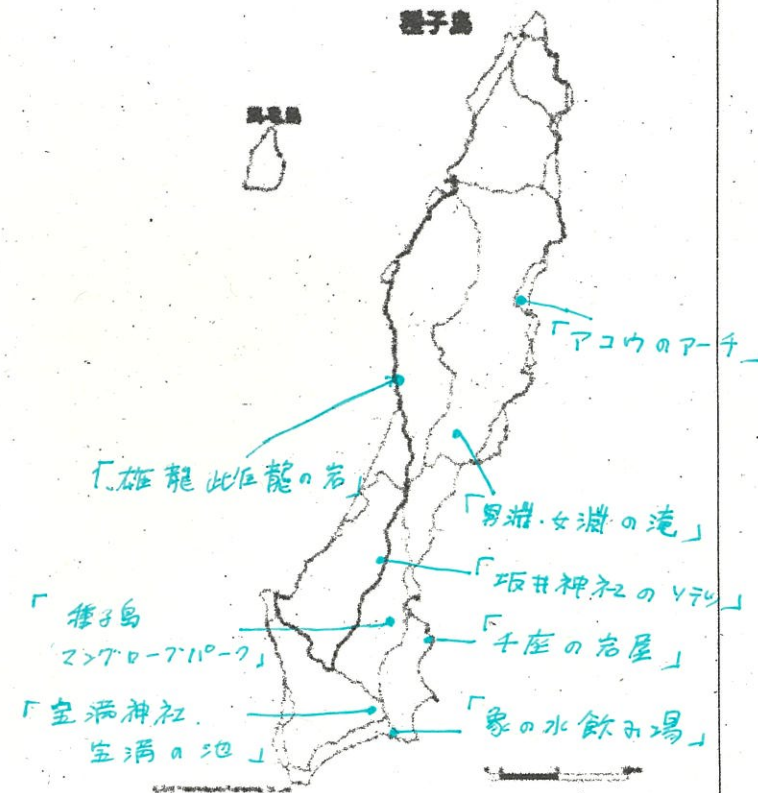 種子島
馬毛島
「アコウのアーチ」
「雄龍雌龍の岩」
「男淵・女淵の滝」
「坂井神社のソテツ」
「種子島
マングローブパーク」
「千座の岩屋」
「宝満神社.
宝満の池」
「象の水飲み場」